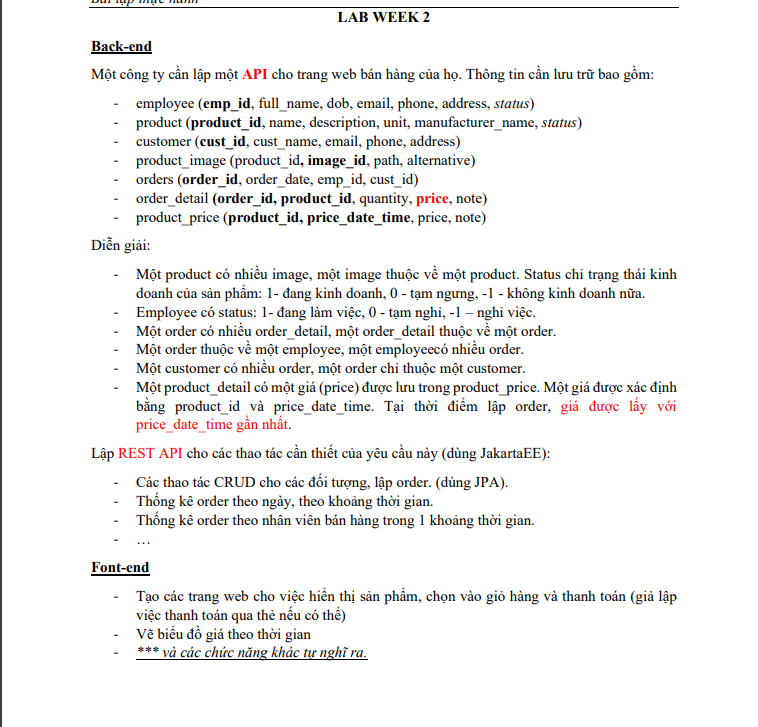 Bài tập thực hành
LAB WEEK 2
Back-end
Một công ty cần lập một API cho trang web bán hàng của họ. Thông tin cần lưu trữ bao gồm:
- employee (emp_id, full_name, dob, email, phone, address, status)
- product (product_id, name, description, unit, manufacturer_name, status)
- customer (cust_id, cust_name, email, phone, address)
- product_image (product_id, image_id, path, alternative)
- orders (order_id, order_date, emp_id, cust_id)
- order_detail (order_id, product_id, quantity, price, note)
- product_price (product_id, price_date_time, price, note)
Diễn giải:
- Một product có nhiều image, một image thuộc về một product. Status chỉ trạng thái kinh
doanh của sản phẩm: 1- đang kinh doanh, 0 - tạm ngưng, -1 - không kinh doanh nữa.
- Employee có status: 1- đang làm việc, 0 - tạm nghỉ, -1 – nghỉ việc.
- Một order có nhiều order_detail, một order_detail thuộc về một order.
- Một order thuộc về một employee, một employeecó nhiều order.
- Một customer có nhiều order, một order chỉ thuộc một customer.
- Một product_detail có một giá (price) được lưu trong product_price. Một giá được xác định
bằng product_id và price_date_time. Tại thời điểm lập order, giá được lấy với
price_date_time gần nhất.
Lập REST API cho các thao tác cần thiết của yêu cầu này (dùng JakartaEE):
- Các thao tác CRUD cho các đối tượng, lập order. (dùng JPA).
- Thống kê order theo ngày, theo khoảng thời gian.
- Thống kê order theo nhân viên bán hàng trong 1 khoảng thời gian.
- …
Font-end
- Tạo các trang web cho việc hiển thị sản phẩm, chọn vào giỏ hàng và thanh toán (giả lập
việc thanh toán qua thẻ nếu có thể)
- Vẽ biểu đồ giá theo thời gian
- *** và các chức năng khác tự nghĩ ra.